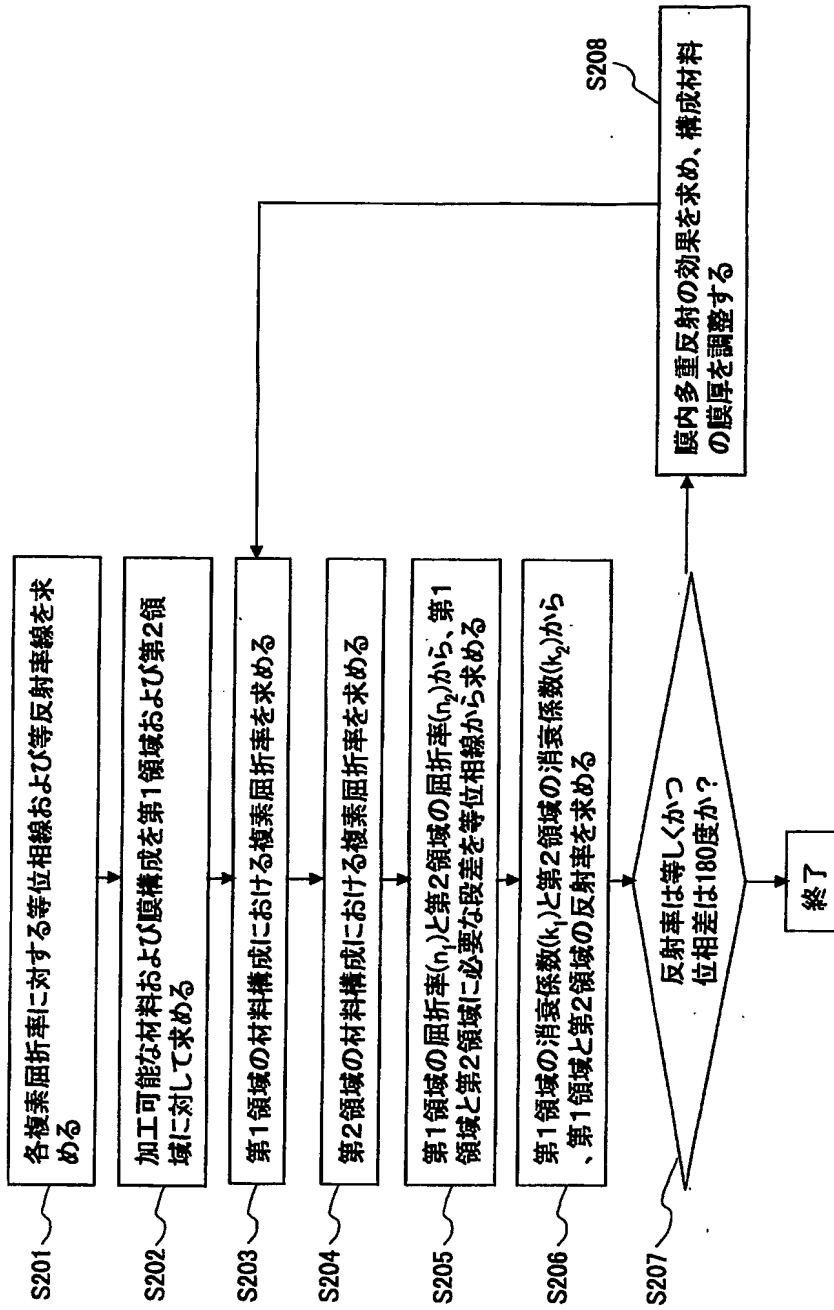 S201
各複素屈折率に対する等位相線および等反射率線を求
める
S202
加工可能な材料および膜構成を第1領域および第2領
域に対して求める
S203
第1領域の材料構成における複素屈折率を求める
S204
第2領域の材料構成における複素屈折率を求める
S205
第1領域の屈折率(n₁)と第2領域の屈折率(n₂)から、第1
領域と第2領域に必要な段差を等位相線から求める
S206
第1領域の消衰係数(k₁)と第2領域の消衰係数(k₂)から
、第1領域と第2領域の反射率を求める
S207
反射率は等しくかつ
位相差は180度か?
S208
膜内多重反射の効果を求め、構成材料
の膜厚を調整する
終了